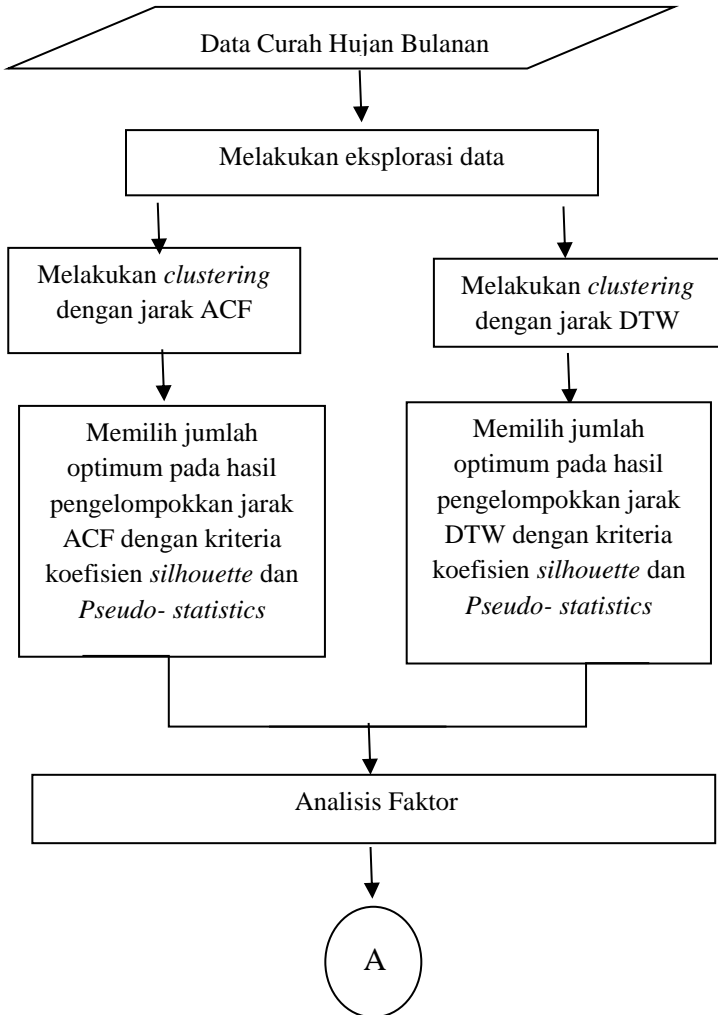 Data Curah Hujan Bulanan
Melakukan eksplorasi data
Melakukan clustering
dengan jarak ACF
Melakukan clustering
dengan jarak DTW
Memilih jumlah
optimum pada hasil
pengelompokkan jarak
ACF dengan kriteria
koefisien silhouette dan
Pseudo- statistics
Memilih jumlah
optimum pada hasil
pengelompokkan jarak
DTW dengan kriteria
koefisien silhouette dan
Pseudo- statistics
Analisis Faktor
A